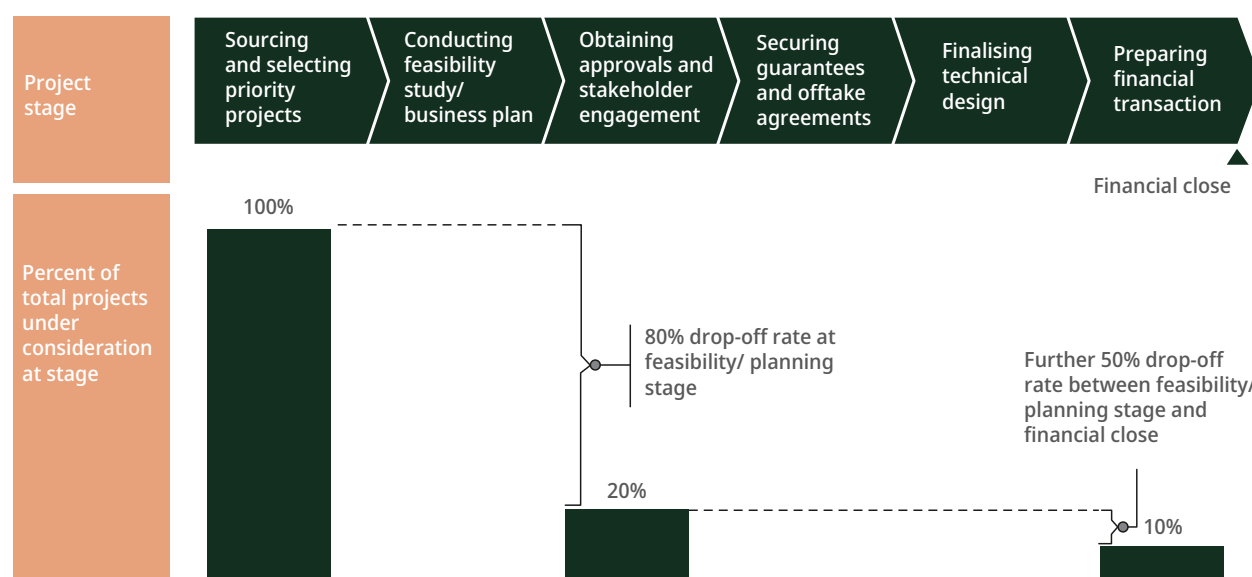 Project
stage
Sourcing
and selecting
priority
projects
Conducting
feasibility
study/
business plan
Obtaining
approvals and
stakeholder
engagement
Securing
guarantees
and offtake
agreements
Finalising
technical
design
Preparing
financial
transaction
Financial close
Percent of
total projects
under
consideration
at stage
100%
80% drop-off rate at
feasibility/ planning
stage
20%
Further 50% drop-off
rate between feasibility/
planning stage and
financial close
10%